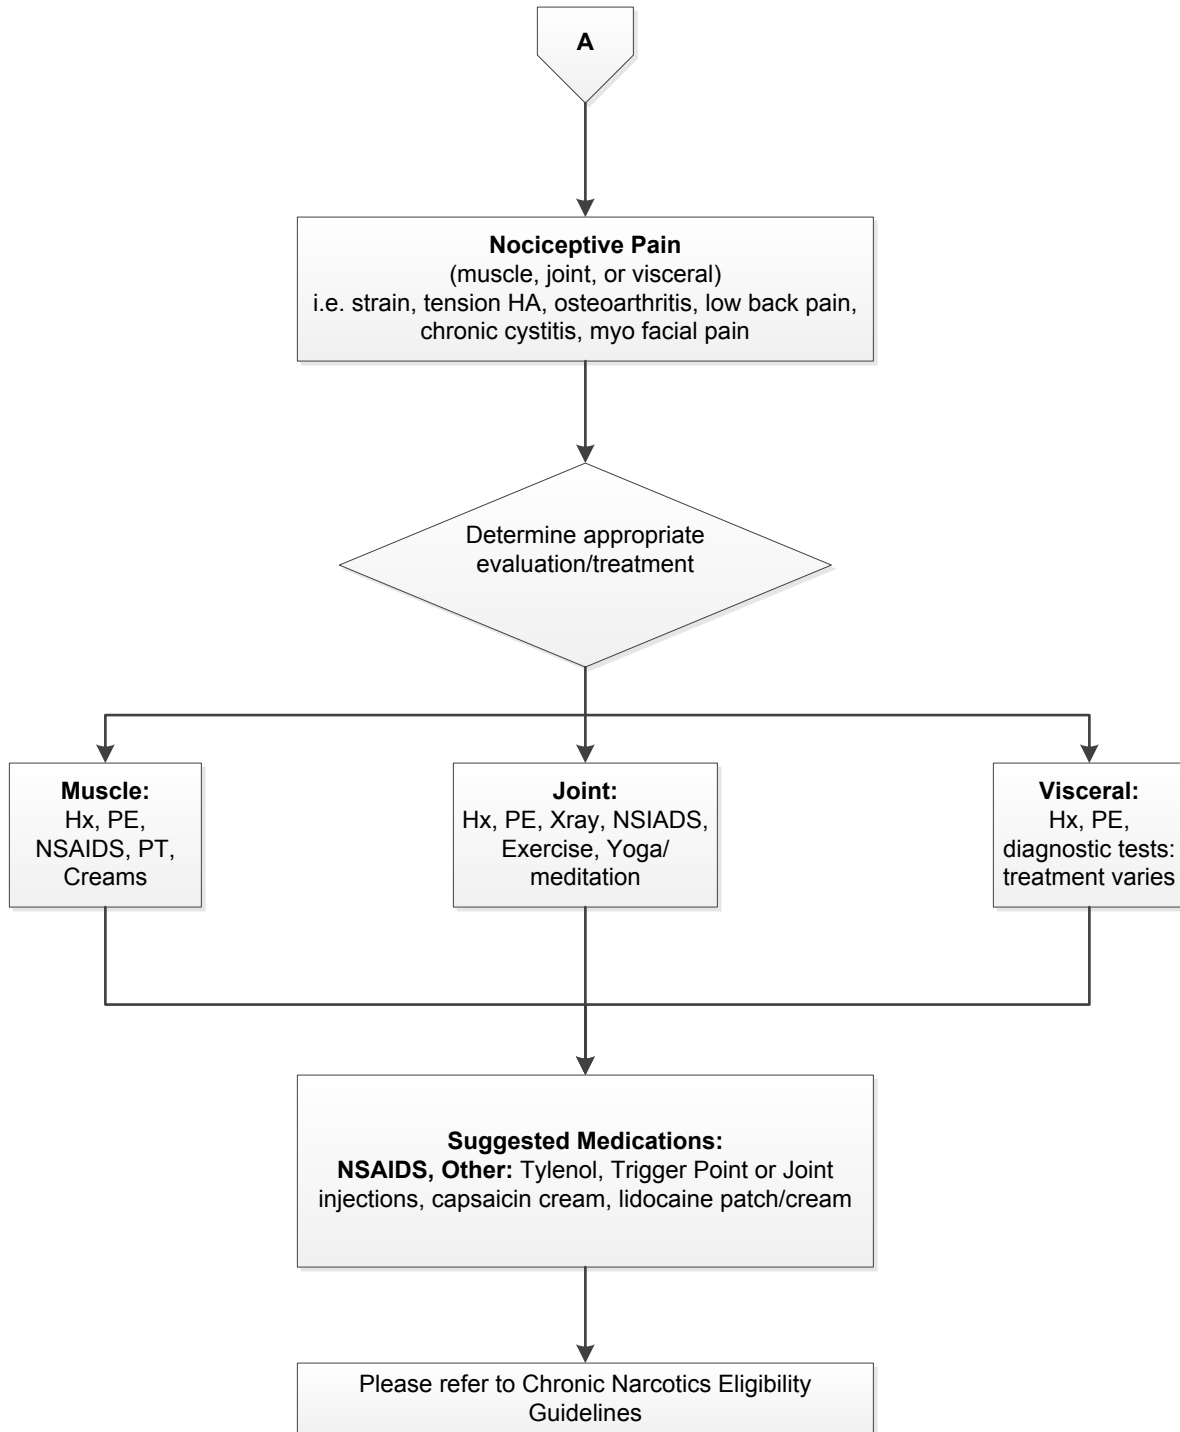 A
Nociceptive Pain
(muscle, joint, or visceral)
i.e. strain, tension HA, osteoarthritis, low back pain,
chronic cystitis, myo facial pain
Determine appropriate
evaluation/treatment
Muscle:
Hx, PE,
NSAIDS, PT,
Creams
Joint:
Hx, PE, Xray, NSIADS,
Exercise, Yoga/
meditation
Visceral:
Hx, PE,
diagnostic tests:
treatment varies
Suggested Medications:
NSAIDS, Other: Tylenol, Trigger Point or Joint
injections, capsaicin cream, lidocaine patch/cream
Please refer to Chronic Narcotics Eligibility
Guidelines